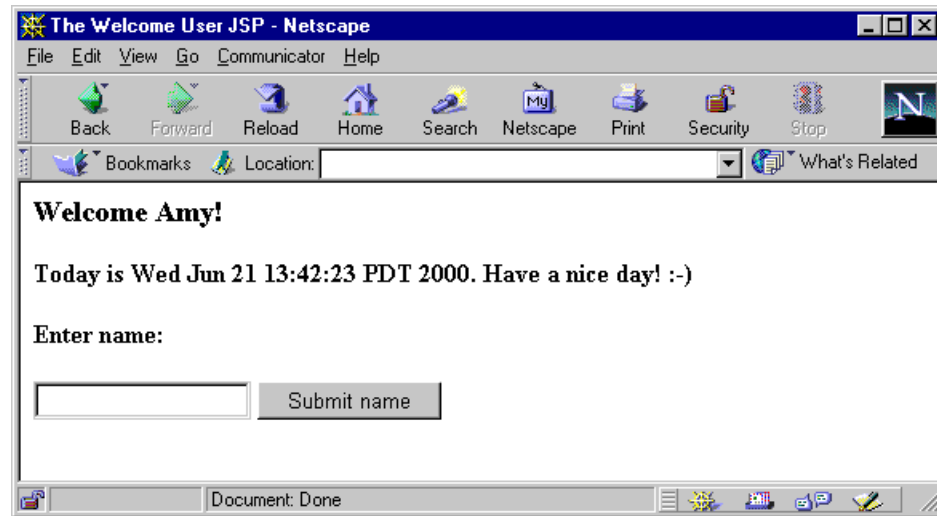 The Welcome User JSP - Netscape
File Edit View Go Communicator Help
Back Forward Reload Home Search Netscape Print Security Stop
My
N
Bookmarks Location: What's Related
Welcome Amy!
Today is Wed Jun 21 13:42:23 PDT 2000. Have a nice day! :-)
Enter name:
Submit name
Document: Done